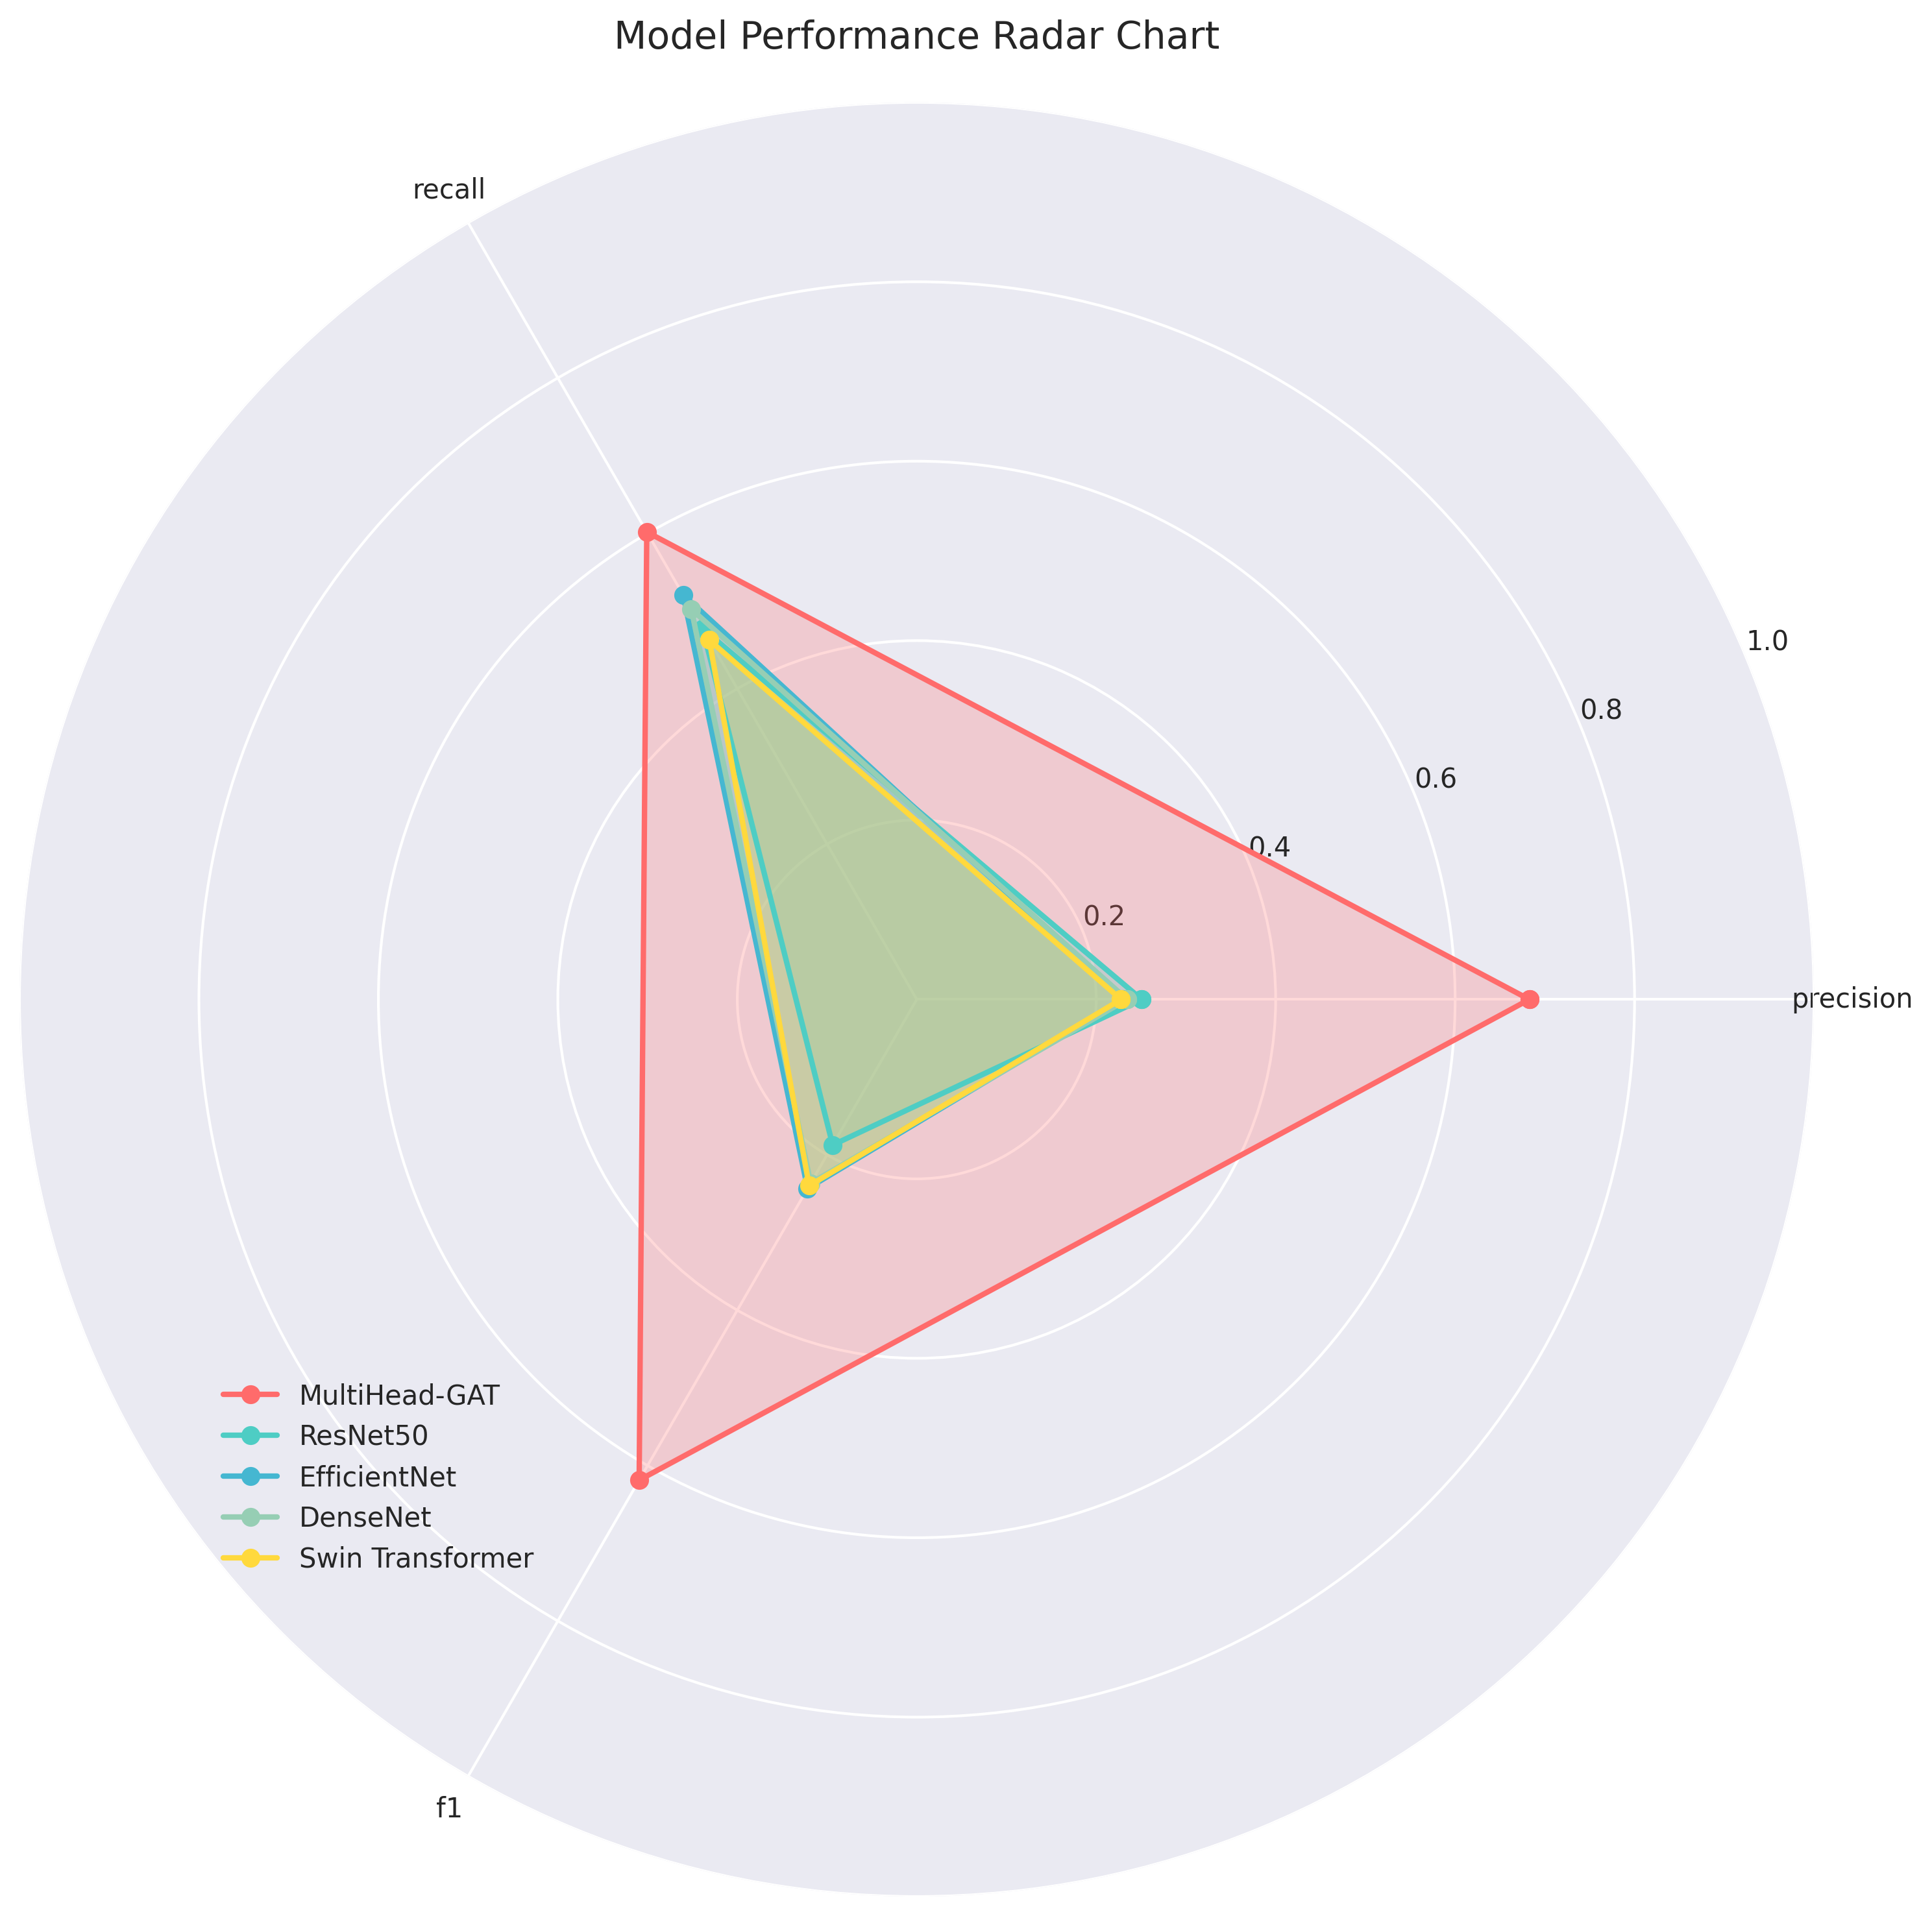 Model Performance Radar Chart
recall
1.0
0.8
0.6
0.4
0.2
precision
MultiHead-GAT
ResNet50
EfficientNet
DenseNet
Swin Transformer
f1